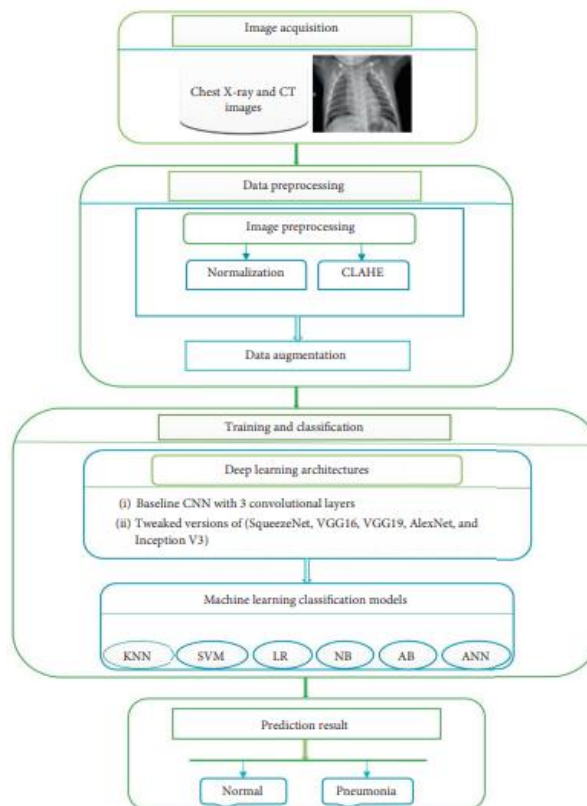 Image acquisition
Chest X-ray and CT
images
Data preprocessing
Image preprocessing
Normalization
CLAHE
Data augmentation
Training and classification
Deep learning architectures
(i) Baseline CNN with 3 convolutional layers
(ii) Tweaked versions of (SqueezeNet, VGG16, VGG19, AlexNet, and
Inception V3)
Machine learning classification models
KNN
SVM
LR
NB
AB
ANN
Prediction result
Normal
Pneumonia